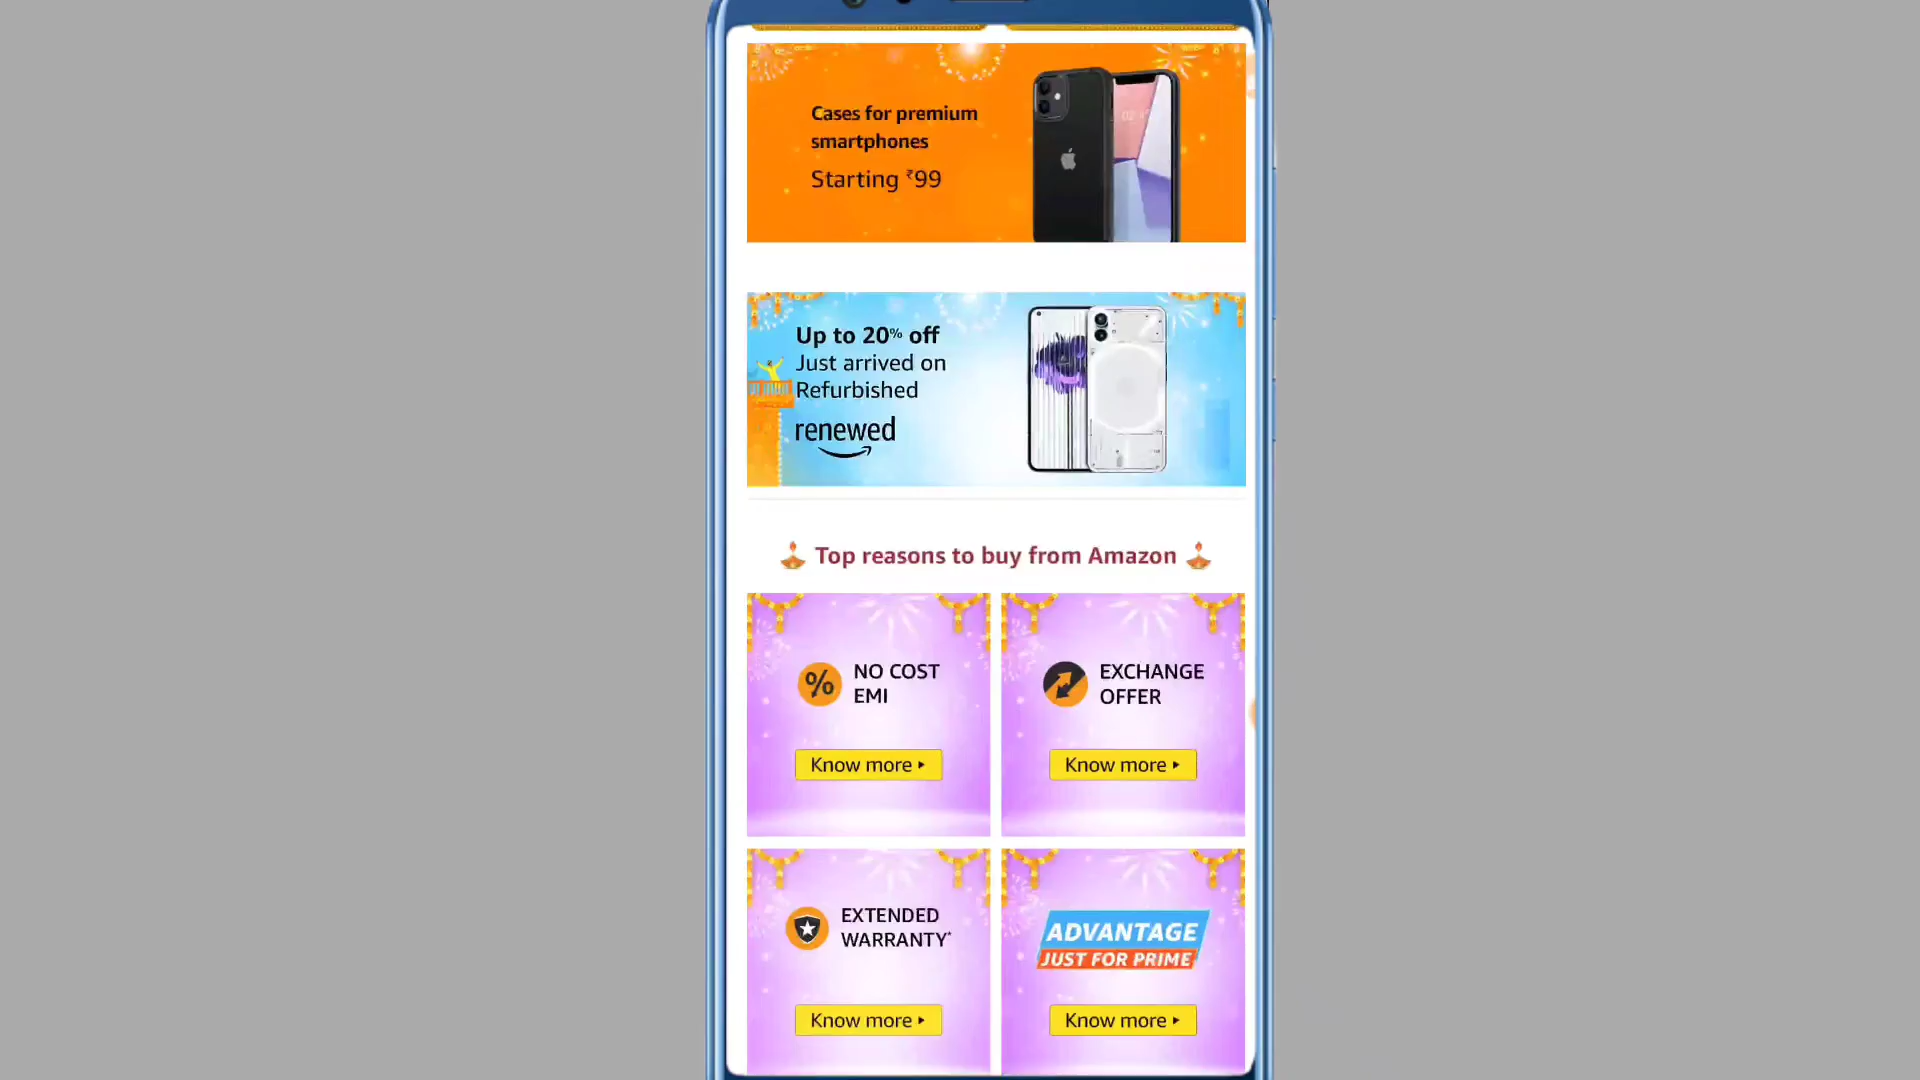 Cases for premium
smartphones
Starting ₹99
Up to 20% off
Just arrived on
Refurbished
renewed
Top reasons to buy from Amazon
NO COST
EMI
Know more
EXCHANGE
OFFER
Know more
EXTENDED
WARRANTY*
Know more
ADVANTAGE
JUST FOR PRIME
Know more